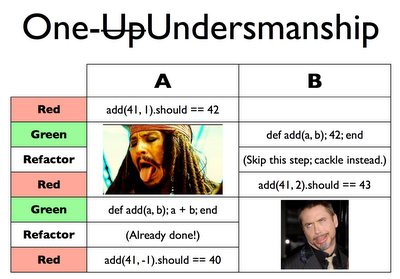 One-UpUndersmanship
A B
Red add(41, 1).should == 42
Green def add(a, b); 42; end
Refactor (Skip this step; cackle instead.)
Red add(41, 2).should == 43
Green def add(a, b); a + b; end
Refactor (Already done!)
Red add(41, -1).should == 40